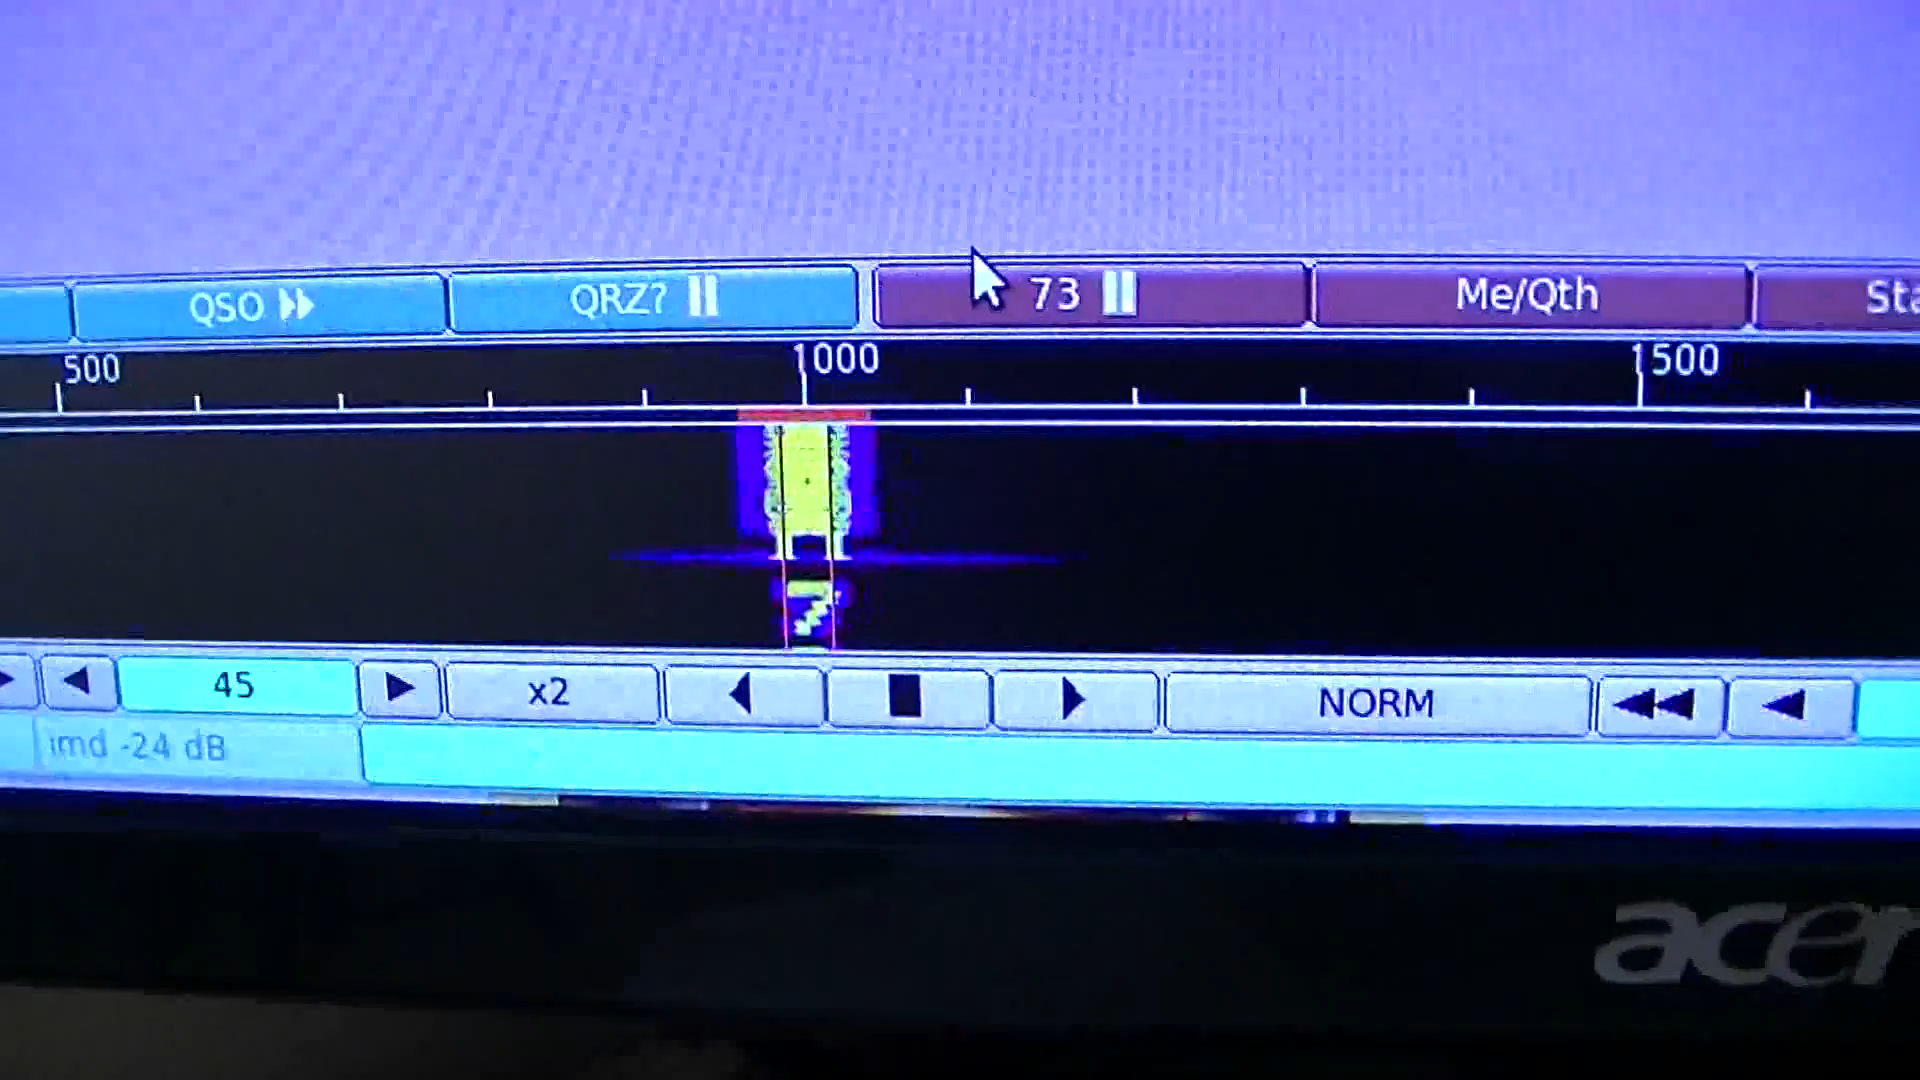 QSO QRZ? 73 Me/Qth Sta
500 1000 1500
45 x2 NORM
imd -24 dB
acer